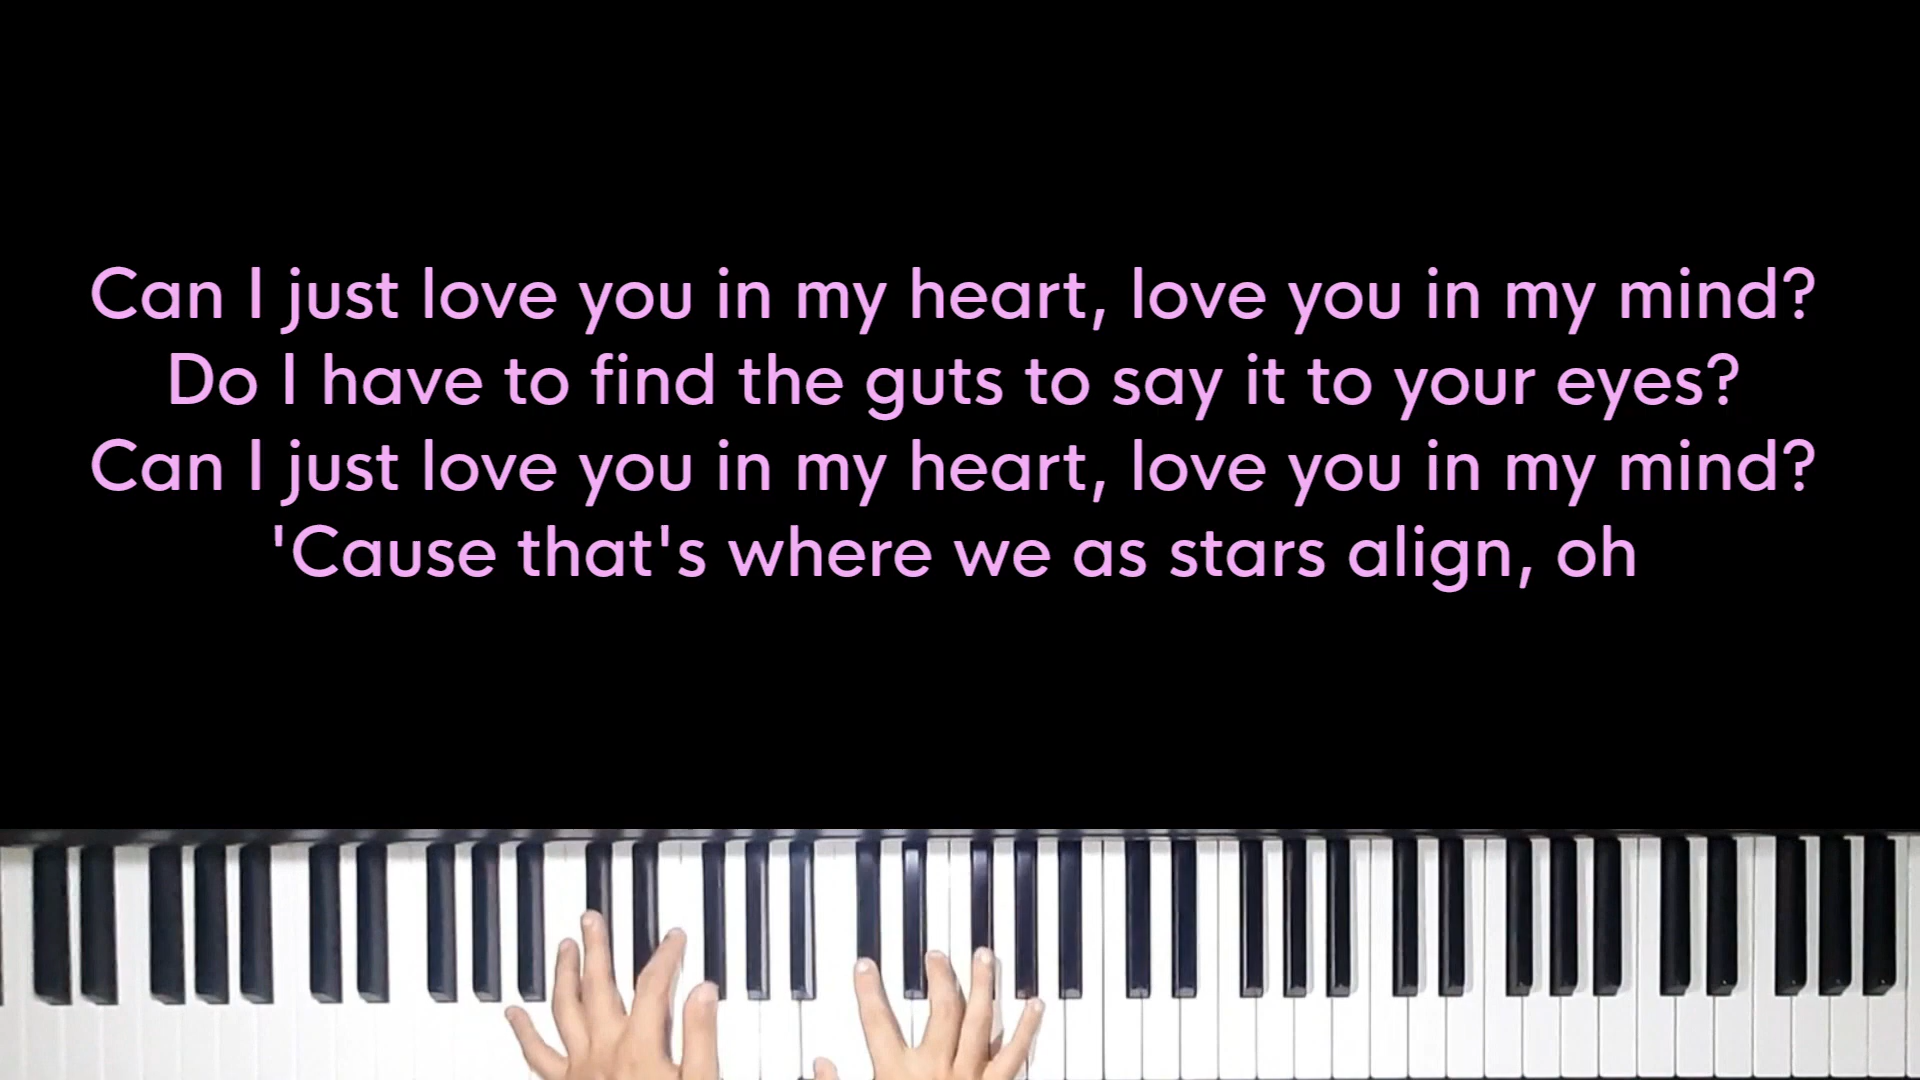 Can I just love you in my heart, love you in my mind?
Do I have to find the guts to say it to your eyes?
Can I just love you in my heart, love you in my mind?
'Cause that's where we as stars align, oh